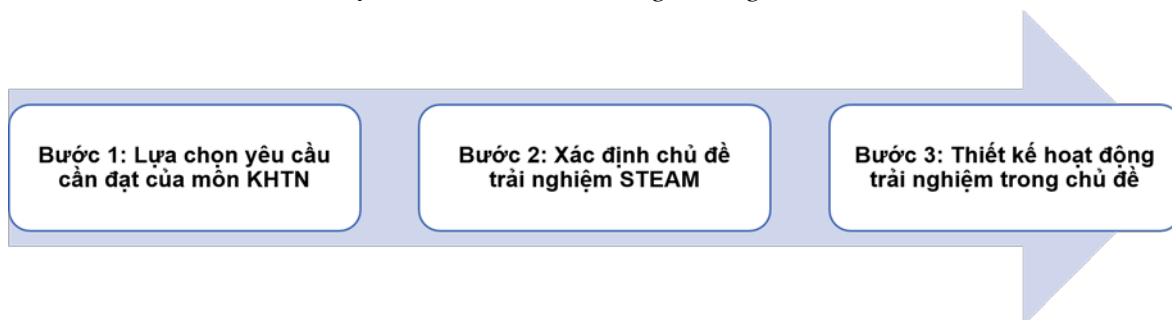 Bước 1: Lựa chọn yêu cầu
cần đạt của môn KHTN
Bước 2: Xác định chủ đề
trải nghiệm STEAM
Bước 3: Thiết kế hoạt động
trải nghiệm trong chủ đề